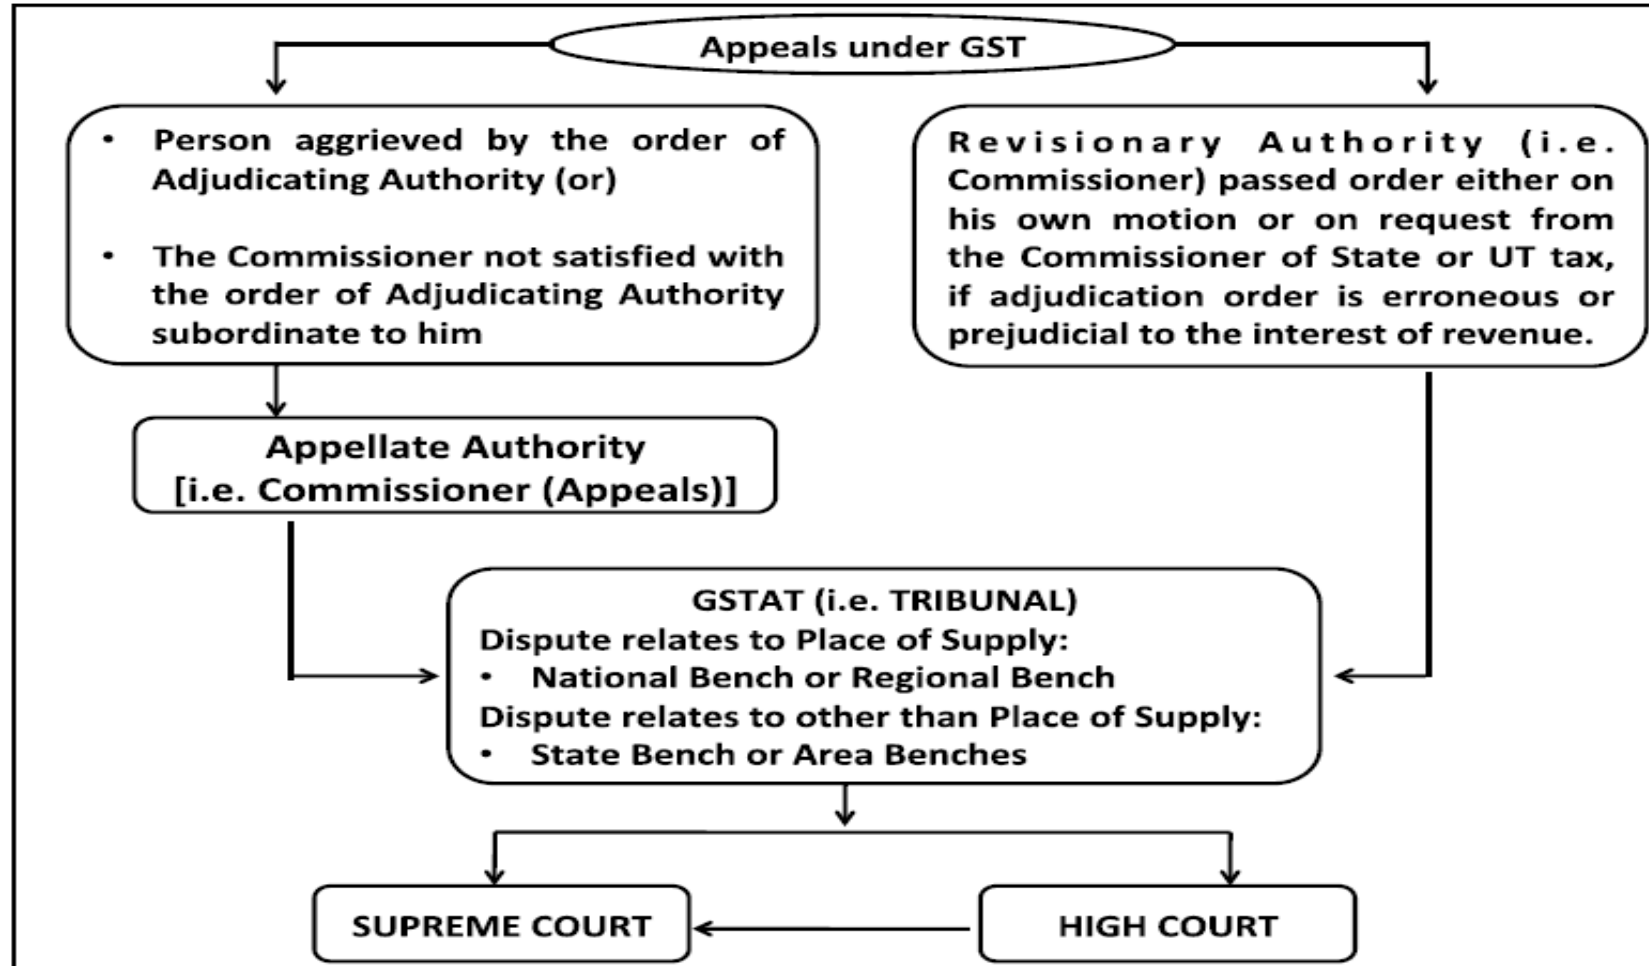 Appeals under GST
• Person aggrieved by the order of
Adjudicating Authority (or)
• The Commissioner not satisfied with
the order of Adjudicating Authority
subordinate to him
Revisionary Authority (i.e.
Commissioner) passed order either on
his own motion or on request from
the Commissioner of State or UT tax,
if adjudication order is erroneous or
prejudicial to the interest of revenue.
Appellate Authority
[i.e. Commissioner (Appeals)]
GSTAT (i.e. TRIBUNAL)
Dispute relates to Place of Supply:
• National Bench or Regional Bench
Dispute relates to other than Place of Supply:
• State Bench or Area Benches
SUPREME COURT
HIGH COURT